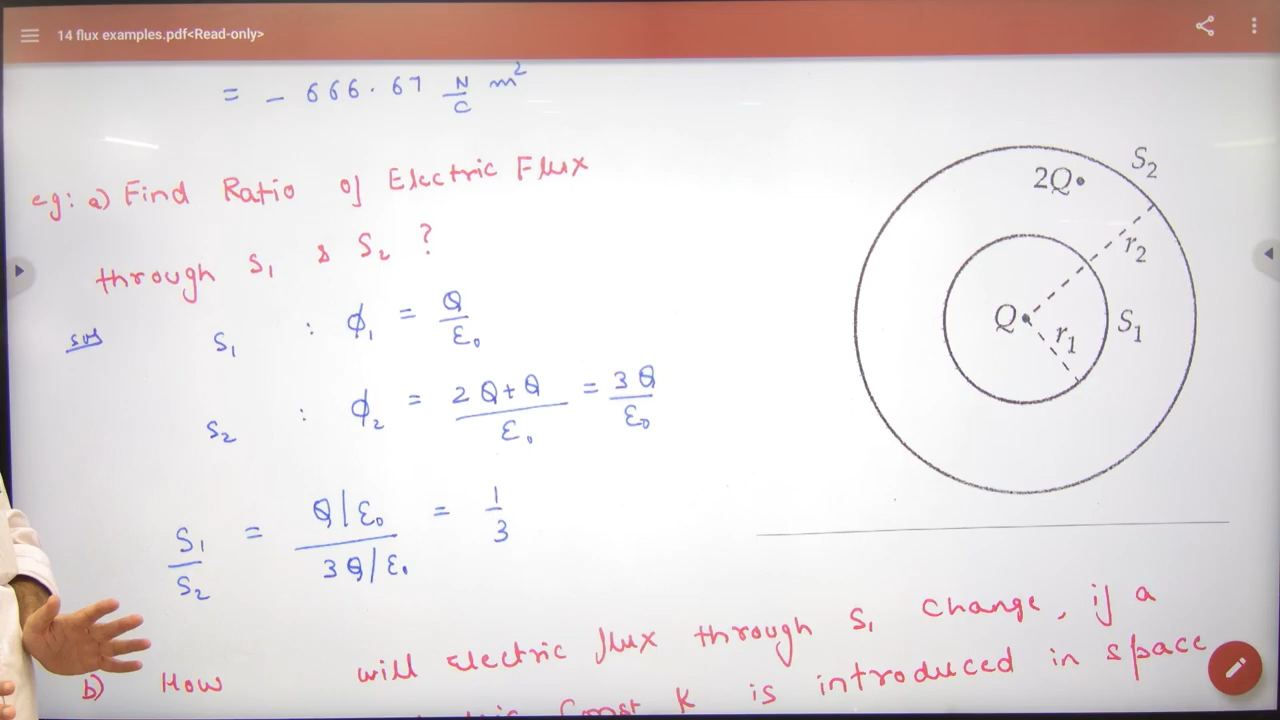 14 flux examples.pdf<Read-only>
= - 666.67 N/C m²
eg: a) Find Ratio of Electric Flux
through S₁ & S₂ ?
S₁ : ϕ₁ = Q/ε₀
S₂ : ϕ₂ = 2Q+Q/ε₀ = 3Q/ε₀
S₁/S₂ = Q/ε₀ / 3Q/ε₀ = 1/3
2Q
S₂
r₂
Q
r₁
S₁
b) How will electric flux through S₁ change, if a
Const K is introduced in space